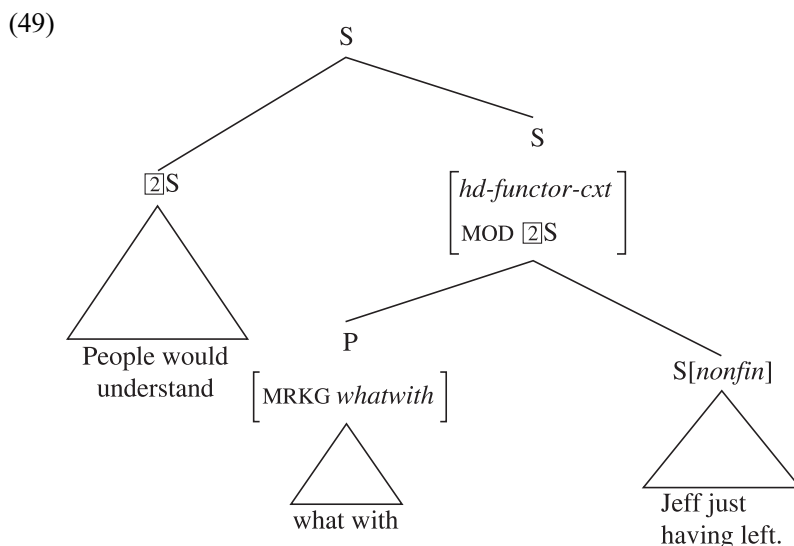 (49)
S
S
2S
hd-functor-cxt
MOD 2S
People would
understand
P
MRKG whatwith
what with
S[nonfin]
Jeff just
having left.